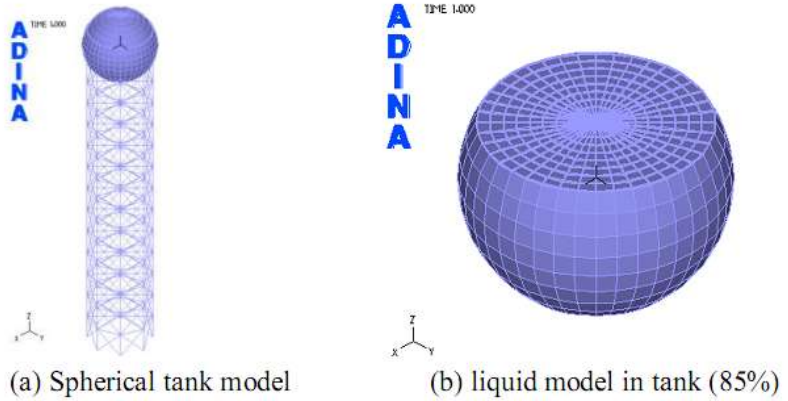 ADINA
TIME 1.000
Z
X Y
(a) Spherical tank model
ADINA
TIME 1.000
Z
X Y
(b) liquid model in tank (85%)